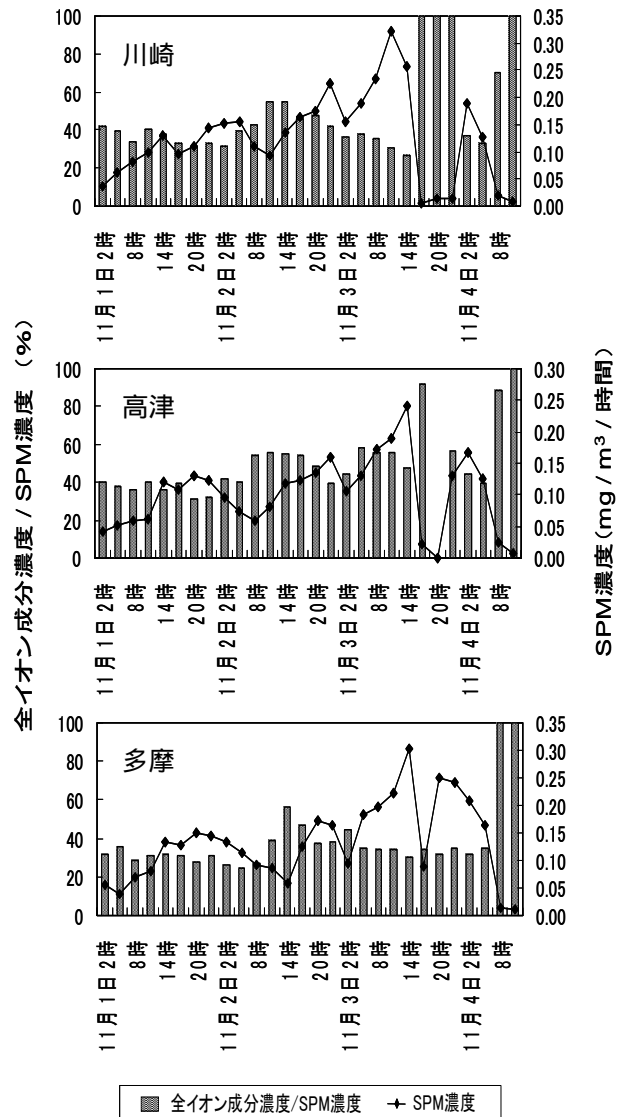 全イオン成分濃度 / SPM濃度 (%)
SPM濃度(mg / m³ / 時間)
川崎
100
80
60
40
20
0
0.35
0.30
0.25
0.20
0.15
0.10
0.05
0.00
11月1日2時
8時
14時
20時
11月2日2時
8時
14時
20時
11月3日2時
8時
14時
20時
11月4日2時
8時
高津
100
80
60
40
20
0
0.30
0.25
0.20
0.15
0.10
0.05
0.00
11月1日2時
8時
14時
20時
11月2日2時
8時
14時
20時
11月3日2時
8時
14時
20時
11月4日2時
8時
多摩
100
80
60
40
20
0
0.35
0.30
0.25
0.20
0.15
0.10
0.05
0.00
11月1日2時
8時
14時
20時
11月2日2時
8時
14時
20時
11月3日2時
8時
14時
20時
11月4日2時
8時
全イオン成分濃度/SPM濃度 SPM濃度